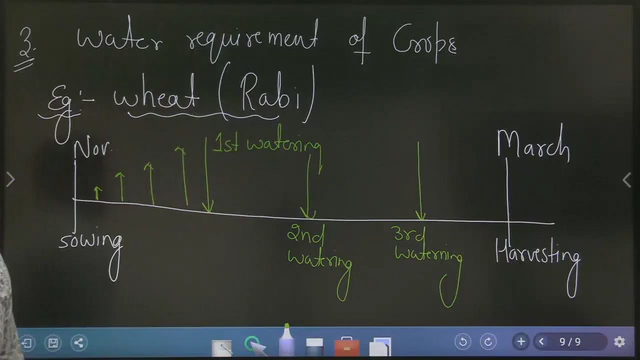 3. Water requirement of Crops
Eg:- wheat (Rabi)
Nov. 1st watering March
Sowing 2nd watering 3rd waterning Harvesting
9/9